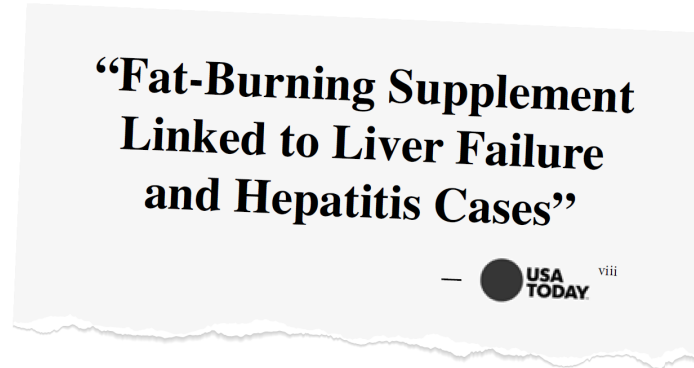 “Fat-Burning Supplement
Linked to Liver Failure
and Hepatitis Cases”
— USA TODAY viii